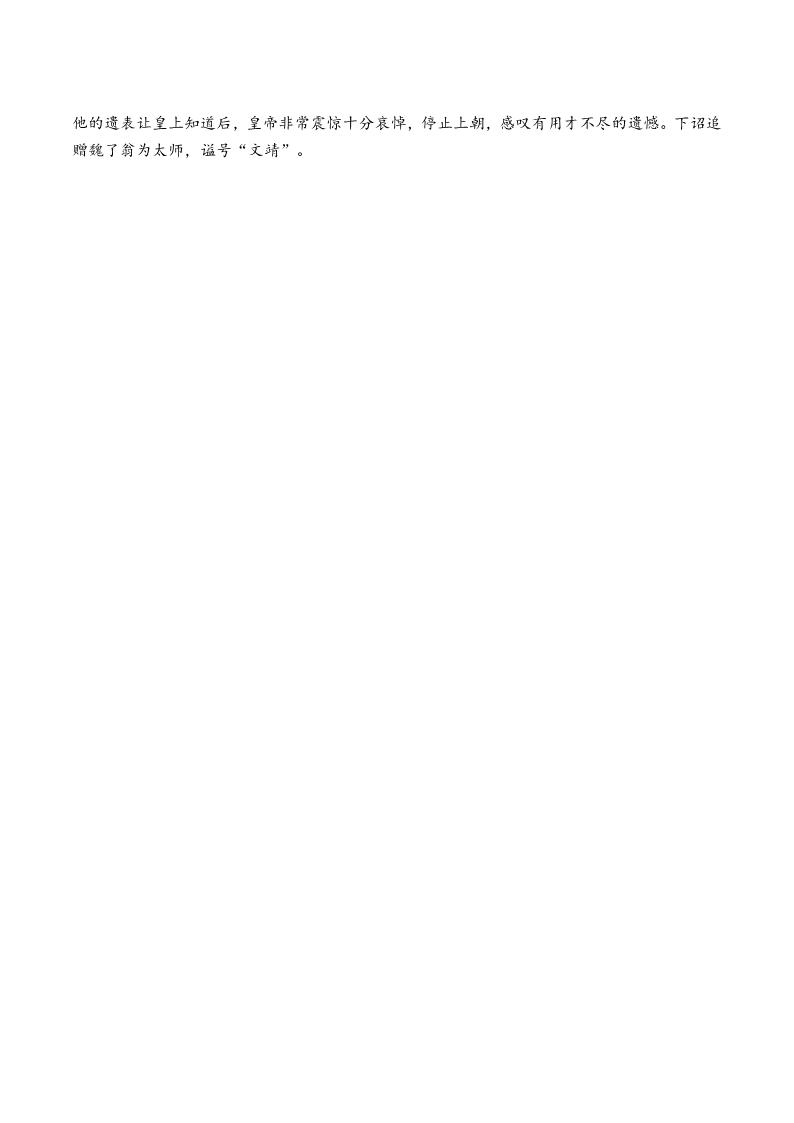 他的遗表让皇上知道后，皇帝非常震惊十分哀悼，停止上朝，感叹有用才不尽的遗憾。下诏追
赠魏了翁为太师，谥号“文靖”。